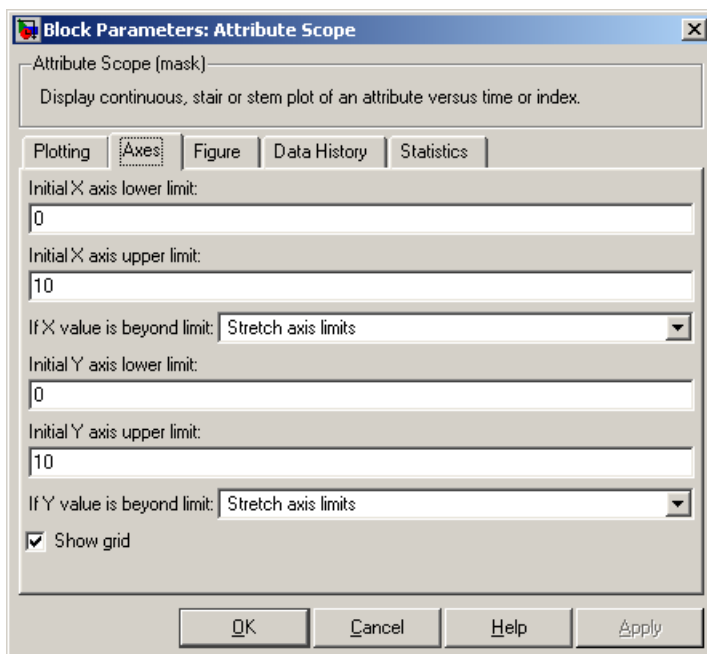 Block Parameters: Attribute Scope
Attribute Scope (mask)
Display continuous, stair or stem plot of an attribute versus time or index.
Plotting Axes Figure Data History Statistics
Initial X axis lower limit:
0
Initial X axis upper limit:
10
If X value is beyond limit: Stretch axis limits
Initial Y axis lower limit:
0
Initial Y axis upper limit:
10
If Y value is beyond limit: Stretch axis limits
Show grid
OK Cancel Help Apply